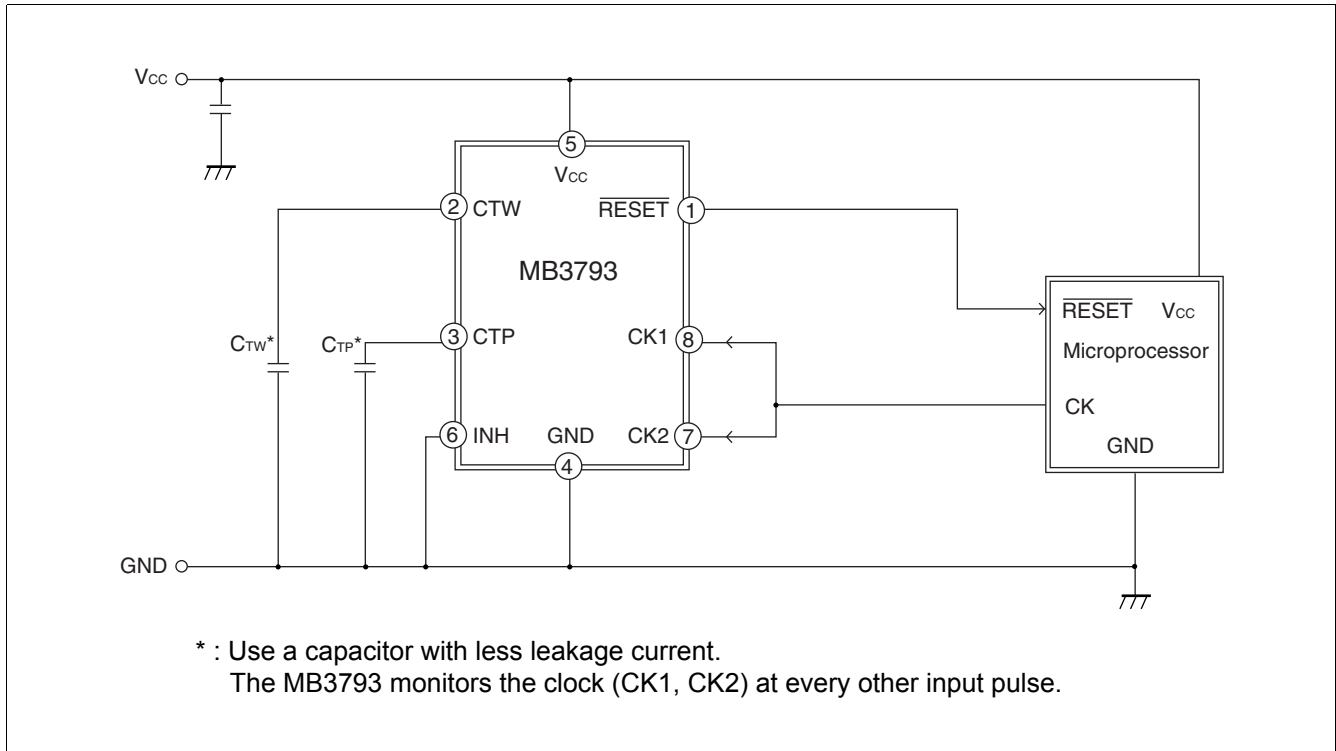 Vcc
5
Vcc
2 CTW
RESET 1
MB3793
RESET Vcc
Microprocessor
CTW*
CTP*
3 CTP
CK1 8
CK
6 INH
GND
CK2 7
GND
4
GND
* : Use a capacitor with less leakage current.
The MB3793 monitors the clock (CK1, CK2) at every other input pulse.